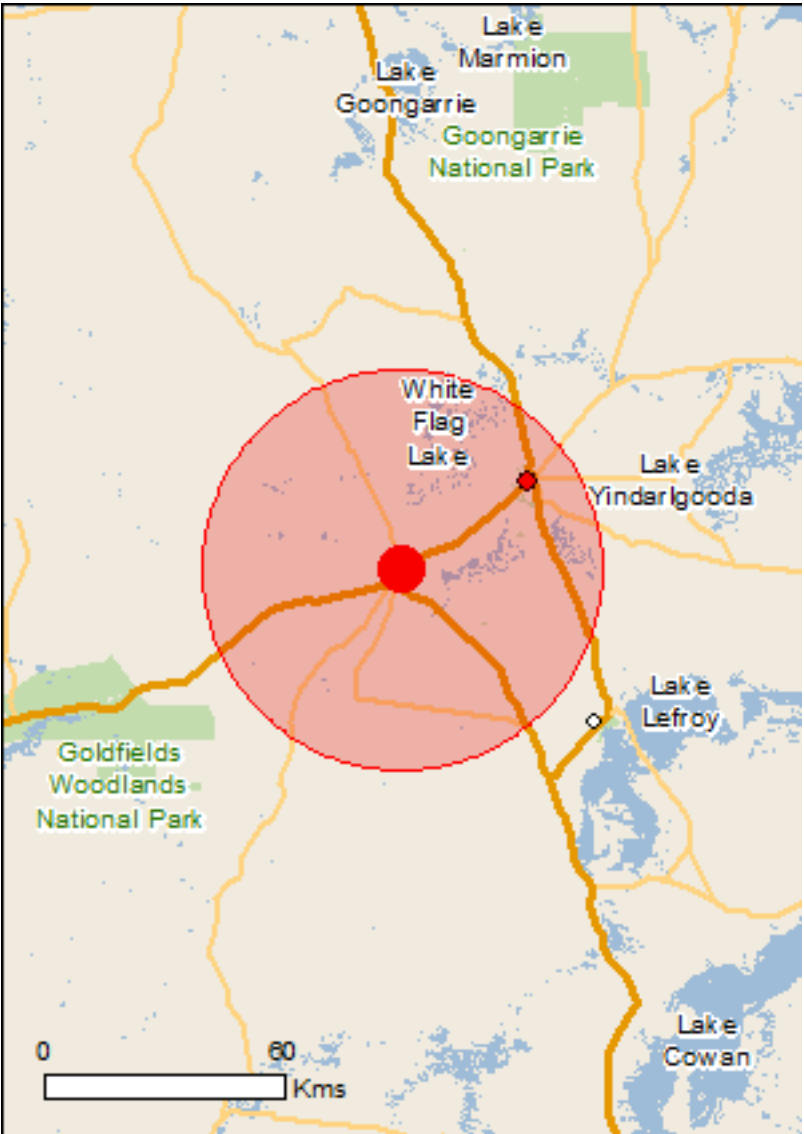 Lake
Marmion
Lake
Goongarrie
Goongarrie
National Park
White
Flag
Lake
Lake
Yindarlgooda
Lake
Lefroy
Goldfields
Woodlands
National Park
Lake
Cowan
0 60
Kms